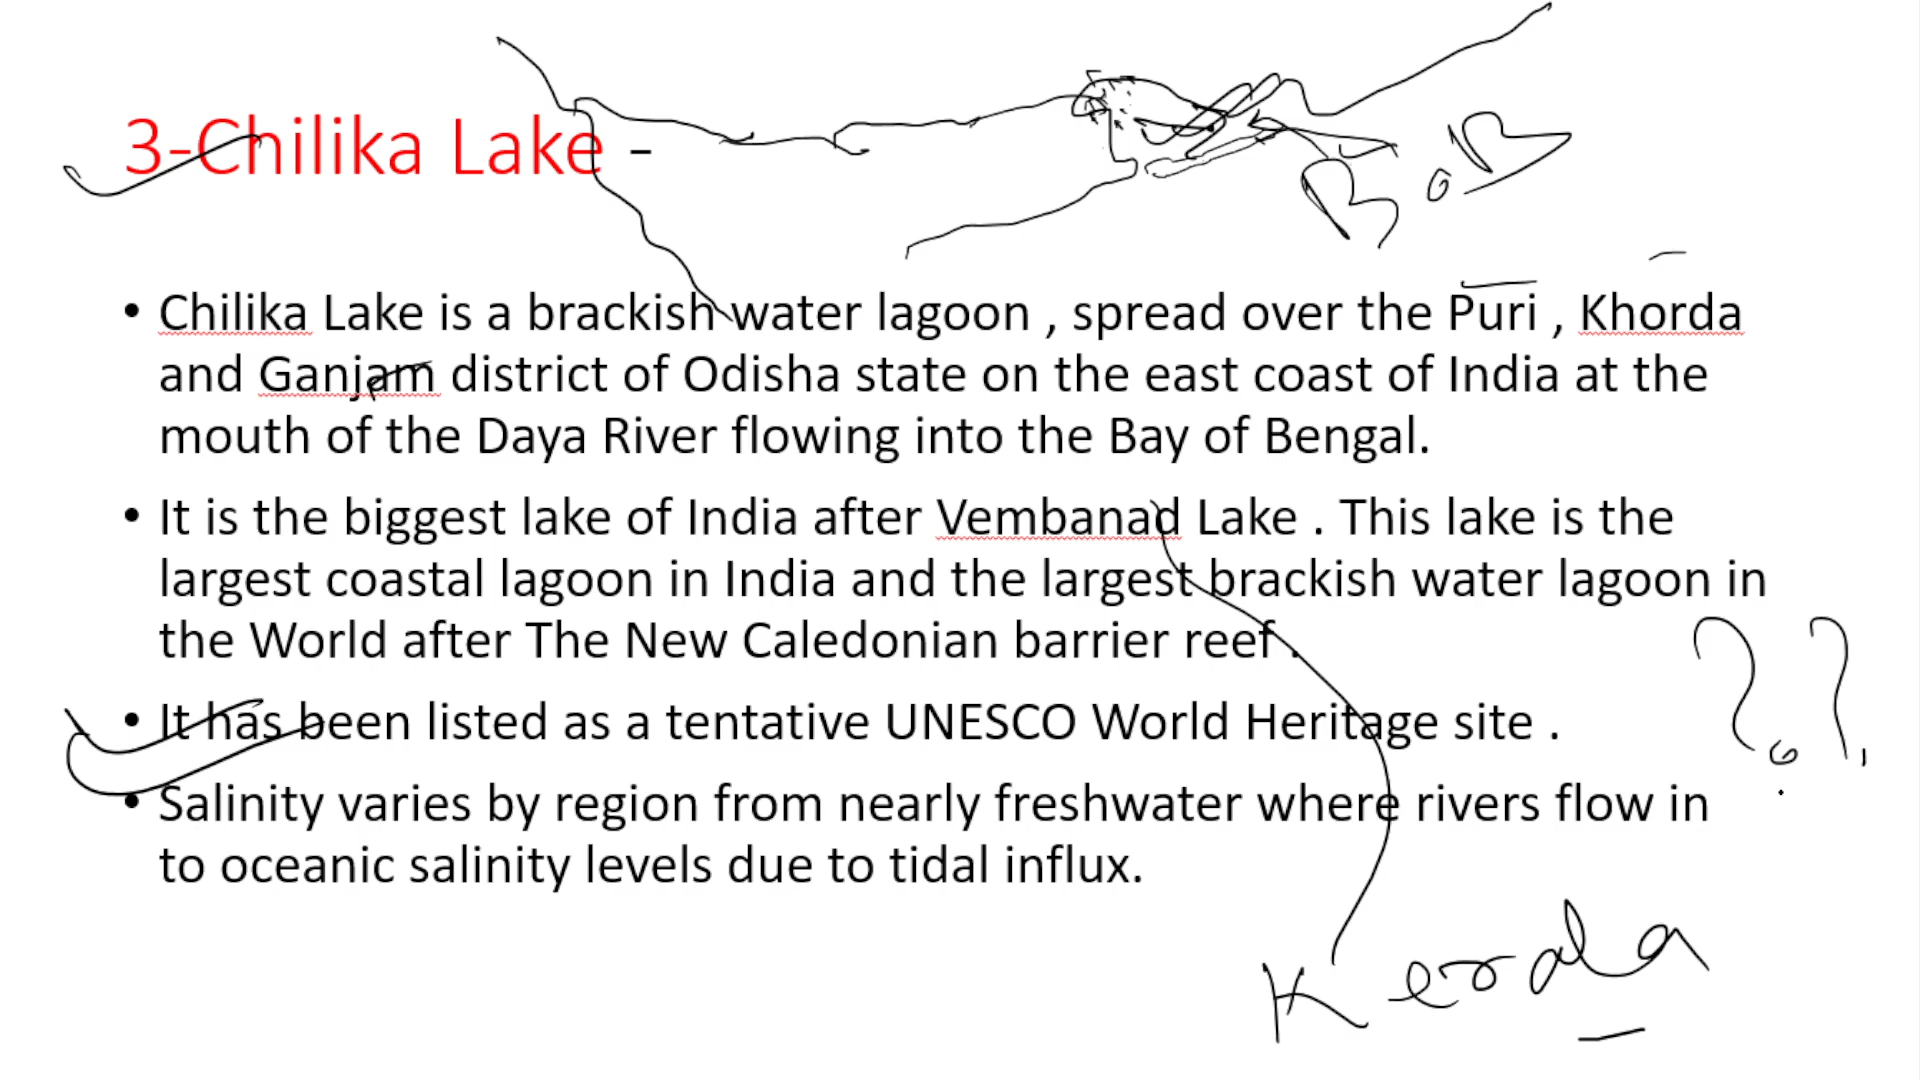 3-Chilika Lake -
B.O.B
• Chilika Lake is a brackish water lagoon , spread over the Puri , Khorda
and Ganjam district of Odisha state on the east coast of India at the
mouth of the Daya River flowing into the Bay of Bengal.
• It is the biggest lake of India after Vembanad Lake . This lake is the
largest coastal lagoon in India and the largest brackish water lagoon in
the World after The New Caledonian barrier reef .
• It has been listed as a tentative UNESCO World Heritage site .
??
• Salinity varies by region from nearly freshwater where rivers flow in
to oceanic salinity levels due to tidal influx.
Kerala